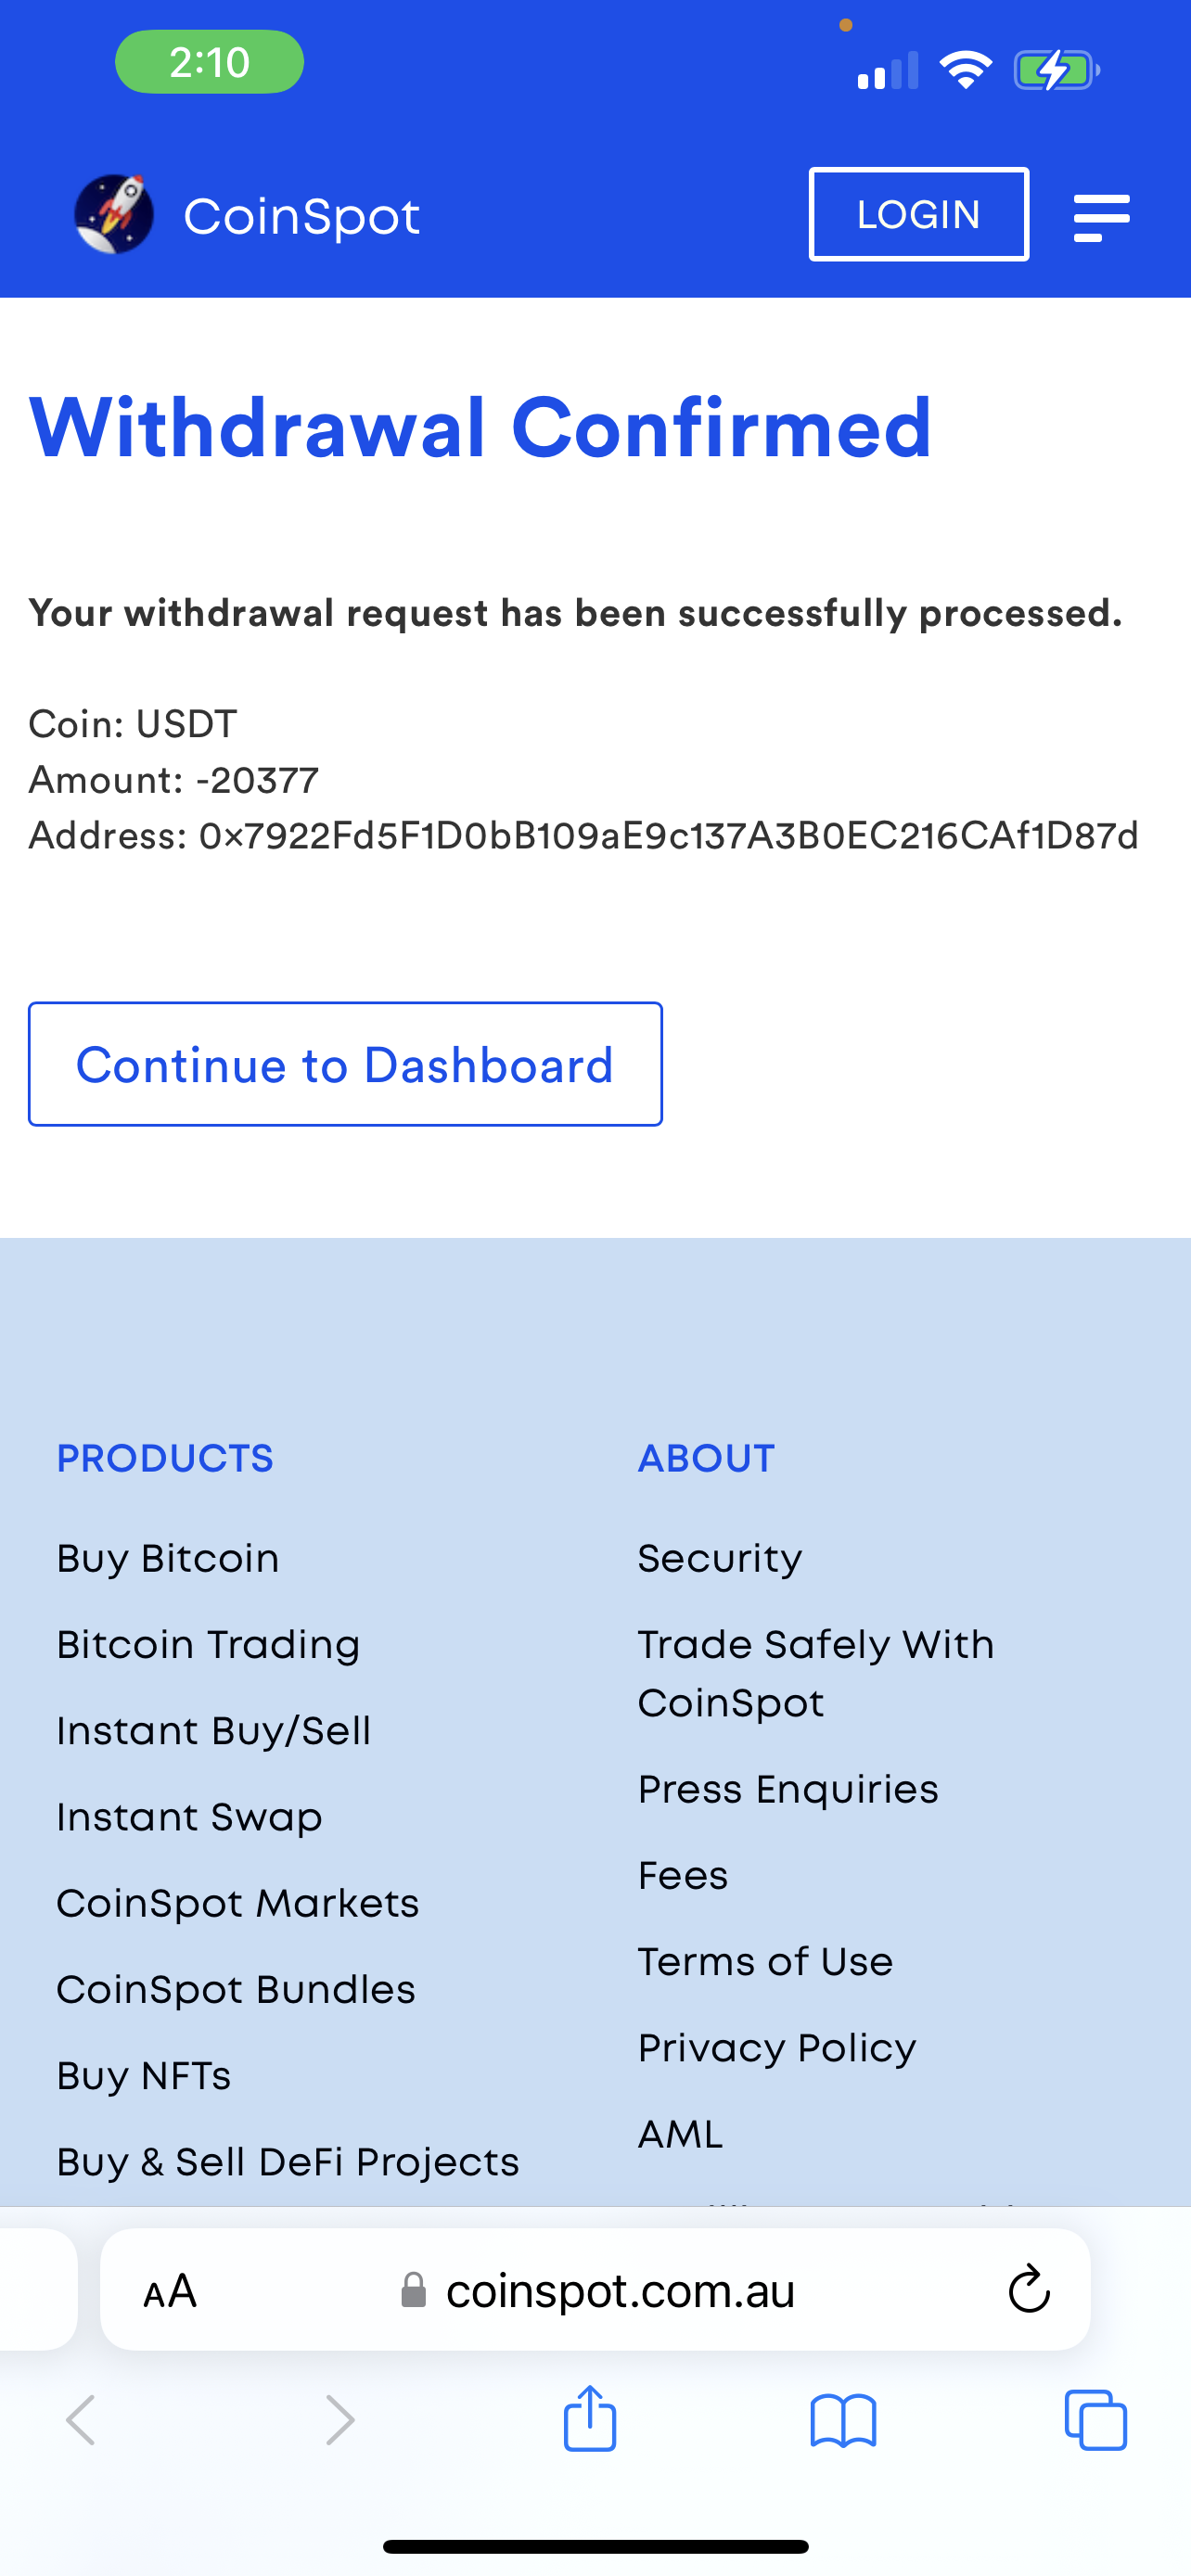 2:10
CoinSpot
LOGIN
Withdrawal Confirmed
Your withdrawal request has been successfully processed.
Coin: USDT
Amount: -20377
Address: 0x7922Fd5F1D0bB109aE9c137A3B0EC216CAf1D87d
Continue to Dashboard
PRODUCTS
Buy Bitcoin
Bitcoin Trading
Instant Buy/Sell
Instant Swap
CoinSpot Markets
CoinSpot Bundles
Buy NFTs
Buy & Sell DeFi Projects
ABOUT
Security
Trade Safely With
CoinSpot
Press Enquiries
Fees
Terms of Use
Privacy Policy
AML
AA
coinspot.com.au